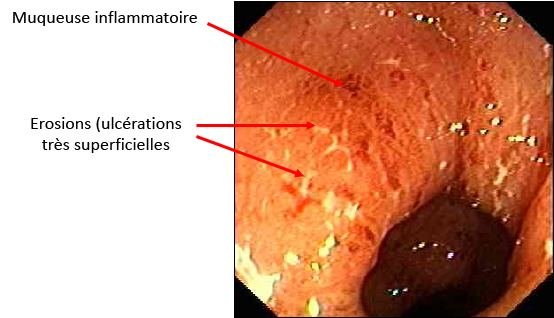 Muqueuse inflammatoire
Erosions (ulcérations
très superficielles